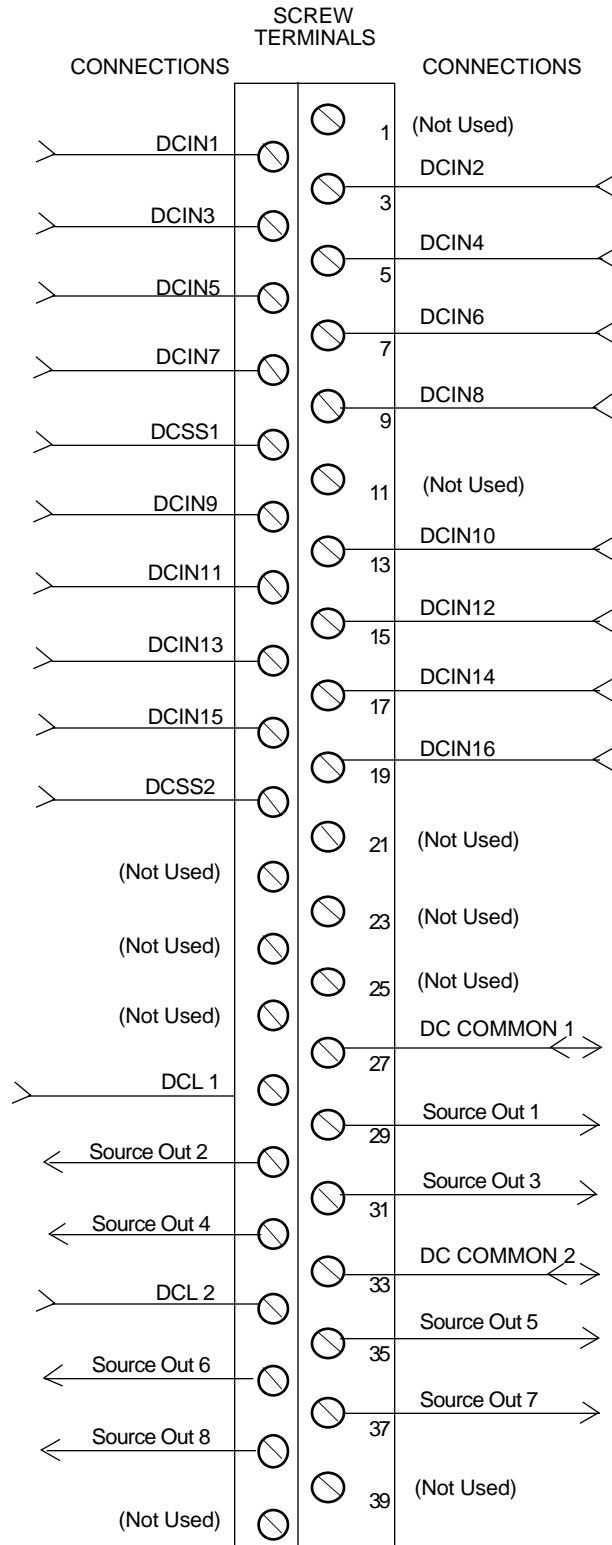 SCREW
TERMINALS
CONNECTIONS
CONNECTIONS
1 (Not Used)
DCIN1
DCIN2
3
DCIN3
DCIN4
5
DCIN5
DCIN6
7
DCIN7
DCIN8
9
DCSS1
11 (Not Used)
DCIN9
DCIN10
13
DCIN11
DCIN12
15
DCIN13
DCIN14
17
DCIN15
DCIN16
19
DCSS2
21 (Not Used)
(Not Used)
23 (Not Used)
(Not Used)
25 (Not Used)
(Not Used)
DC COMMON 1
27
DCL 1
Source Out 1
29
Source Out 2
Source Out 3
31
Source Out 4
DC COMMON 2
33
DCL 2
Source Out 5
35
Source Out 6
Source Out 7
37
Source Out 8
39 (Not Used)
(Not Used)